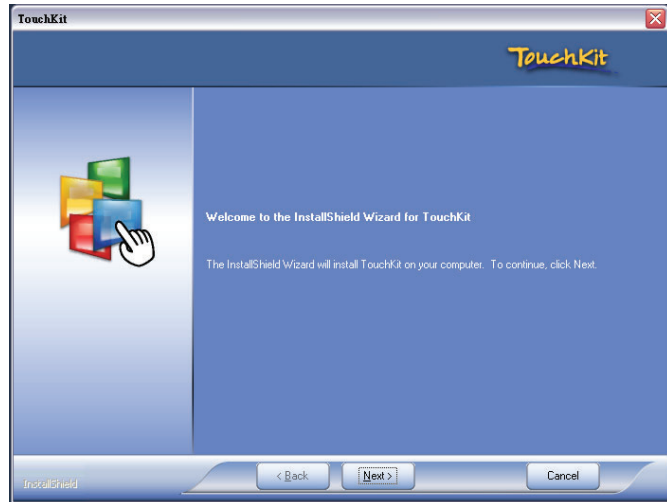 TouchKit
TouchKit
Welcome to the InstallShield Wizard for TouchKit
The InstallShield Wizard will install TouchKit on your computer. To continue, click Next.
InstallShield
< Back
Next >
Cancel